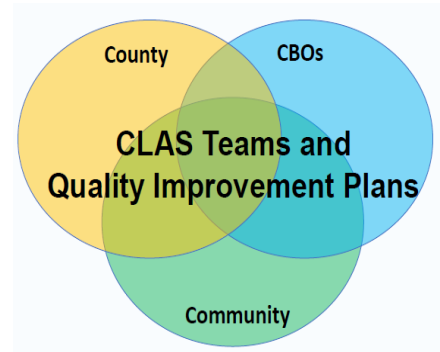 County
CBOs
CLAS Teams and
Quality Improvement Plans
Community